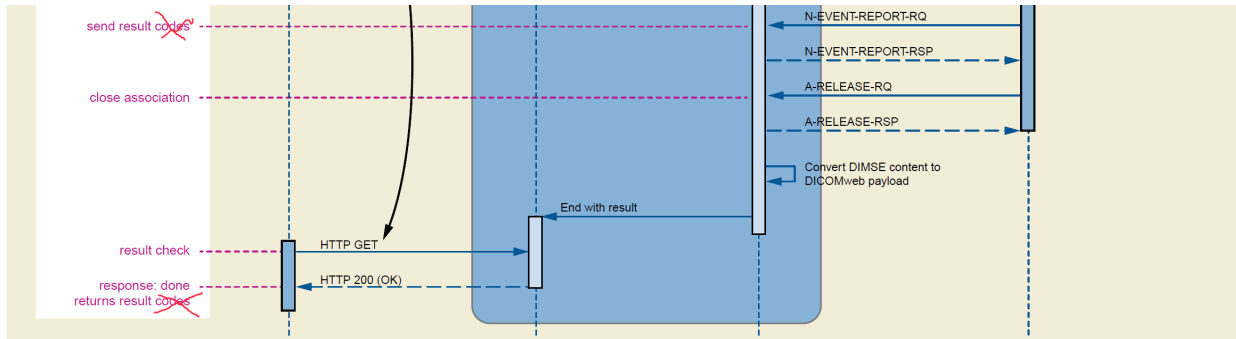 send result codes
N-EVENT-REPORT-RQ
N-EVENT-REPORT-RSP
close association
A-RELEASE-RQ
A-RELEASE-RSP
Convert DIMSE content to
DICOMweb payload
End with result
result check
HTTP GET
response: done
HTTP 200 (OK)
returns result codes